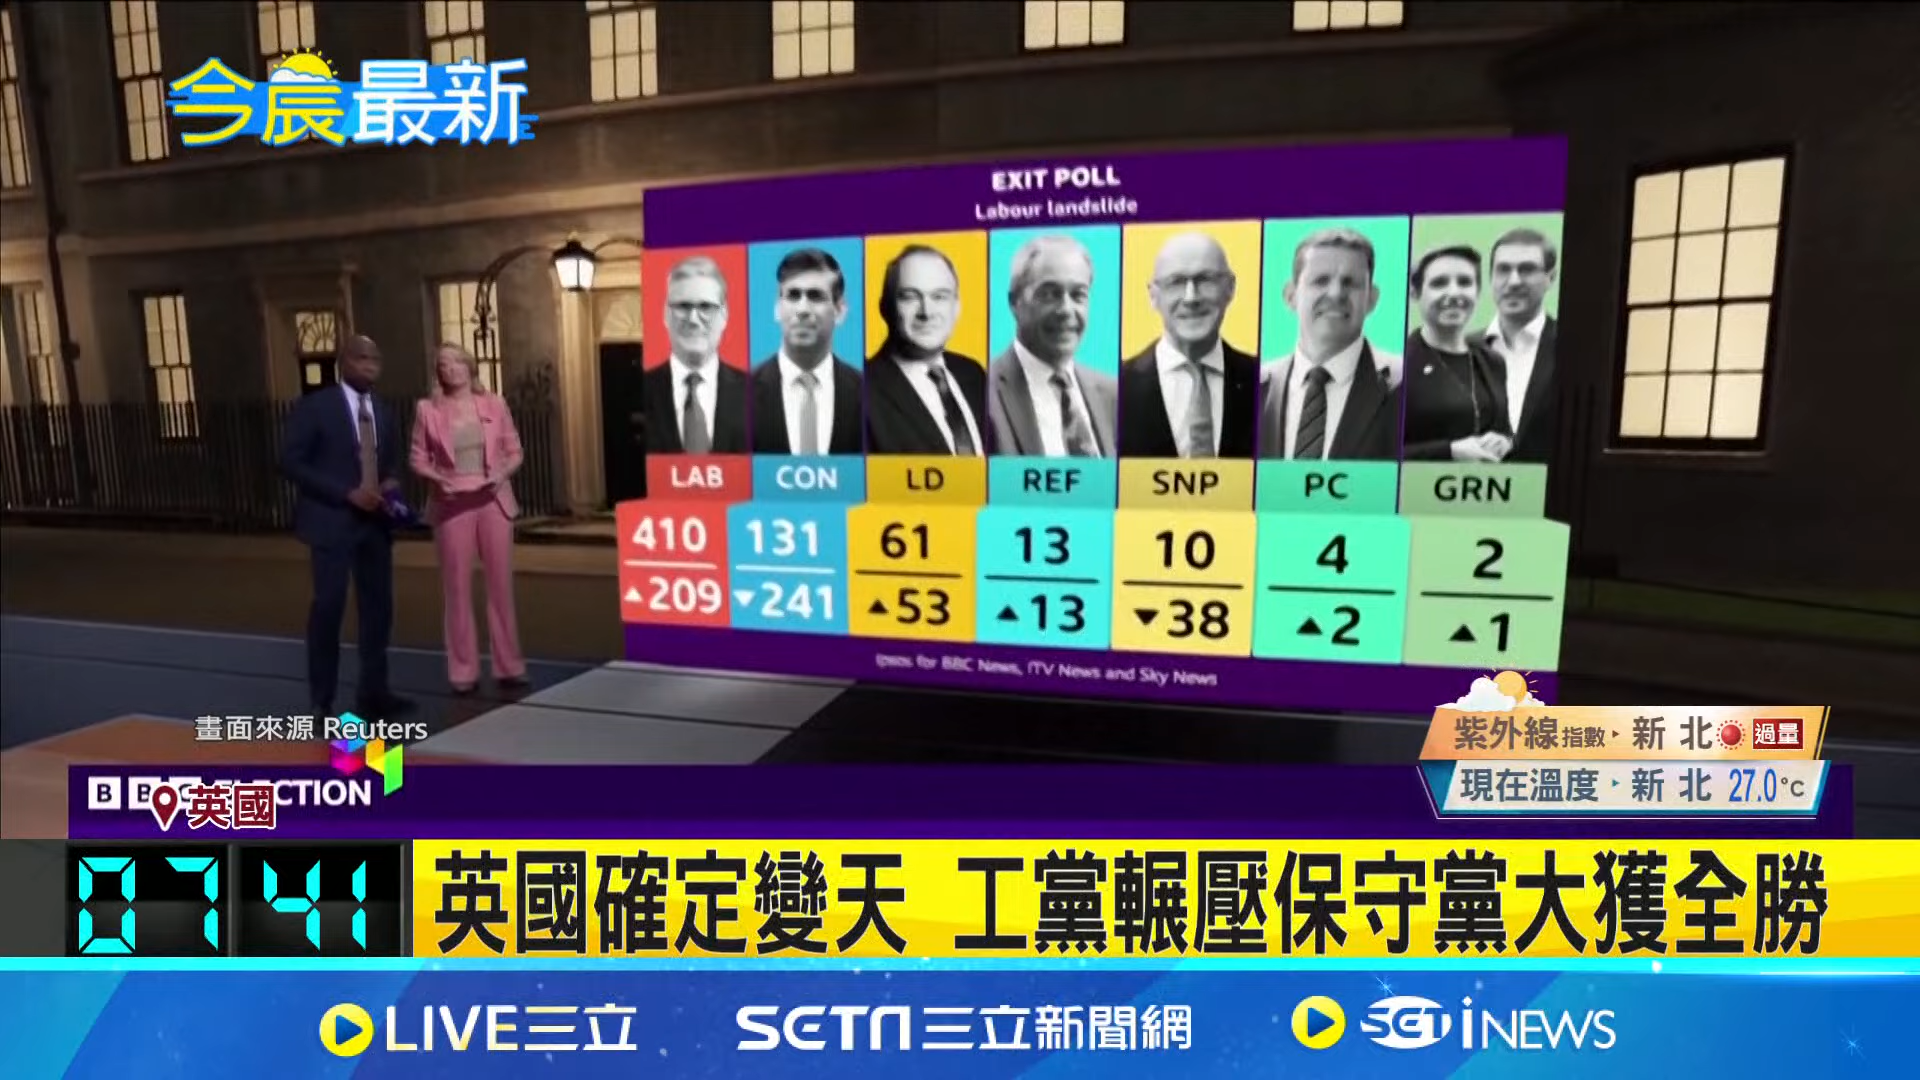 今晨最新
EXIT POLL
Labour landslide
LAB CON LD REF SNP PC GRN
410 131 61 13 10 4 2
▲209 ▼241 ▲53 ▲13 ▼38 ▲2 ▲1
Ipsos for BBC News, ITV News and Sky News
畫面來源 Reuters
紫外線指數▸新 北 過量
現在溫度▸新 北 27.0°C
英國
07 41
英國確定變天 工黨輾壓保守黨大獲全勝
LIVE三立
SETN三立新聞網
SET iNEWS